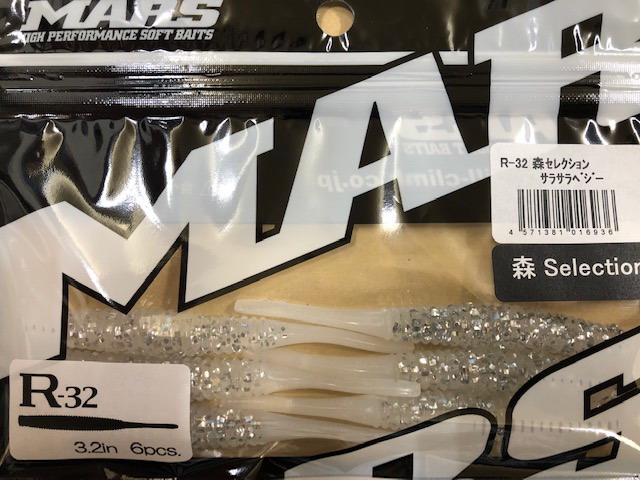 MARS
HIGH PERFORMANCE SOFT BAITS
MAR
R-32 森セレクション
サラサラベジー
4 571381 016936
森 Selection
R-32
3.2in 6pcs.